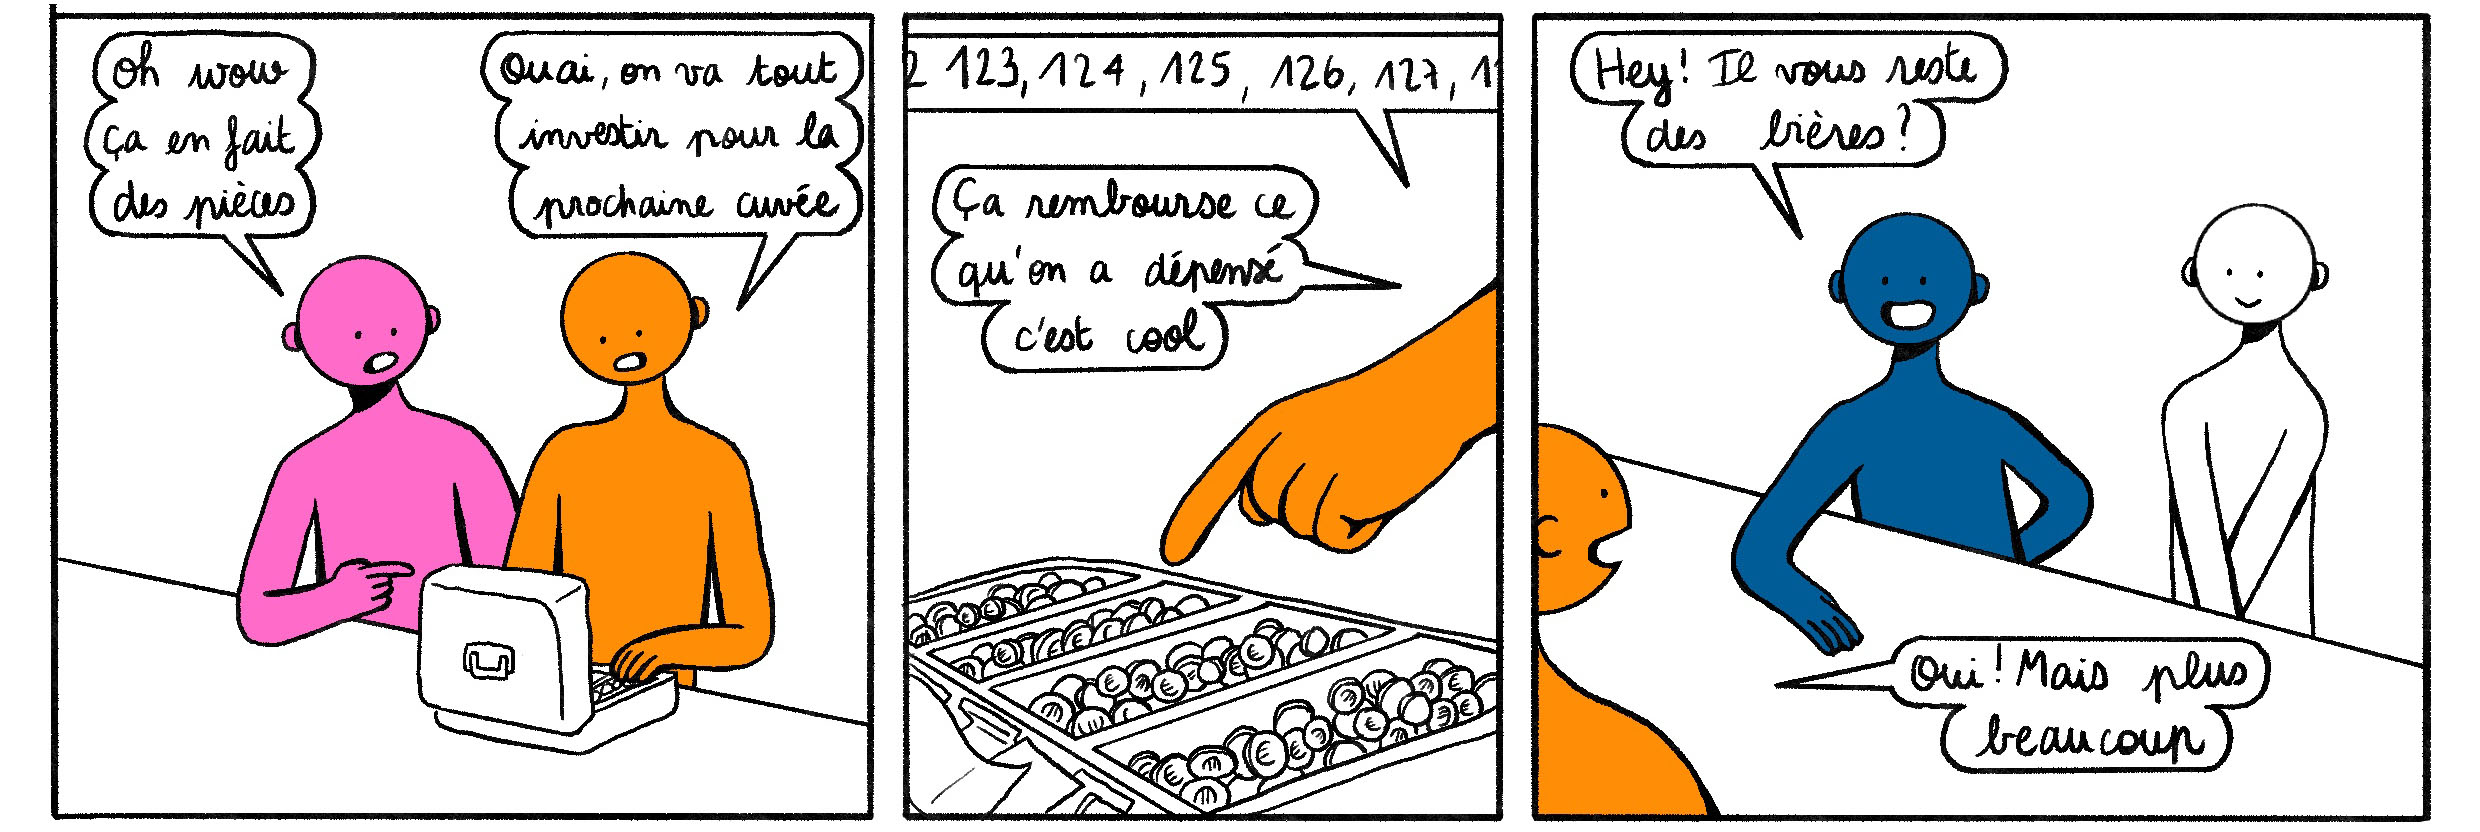 Oh wow
Ça en fait
des pièces
Ouai, on va tout
investir pour la
prochaine cuvée
2 123, 124, 125, 126, 127, 1
Ça rembourse ce
qu'on a dépensé
c'est cool
Hey! Il vous reste
des bières?
Oui! Mais plus
beaucoup